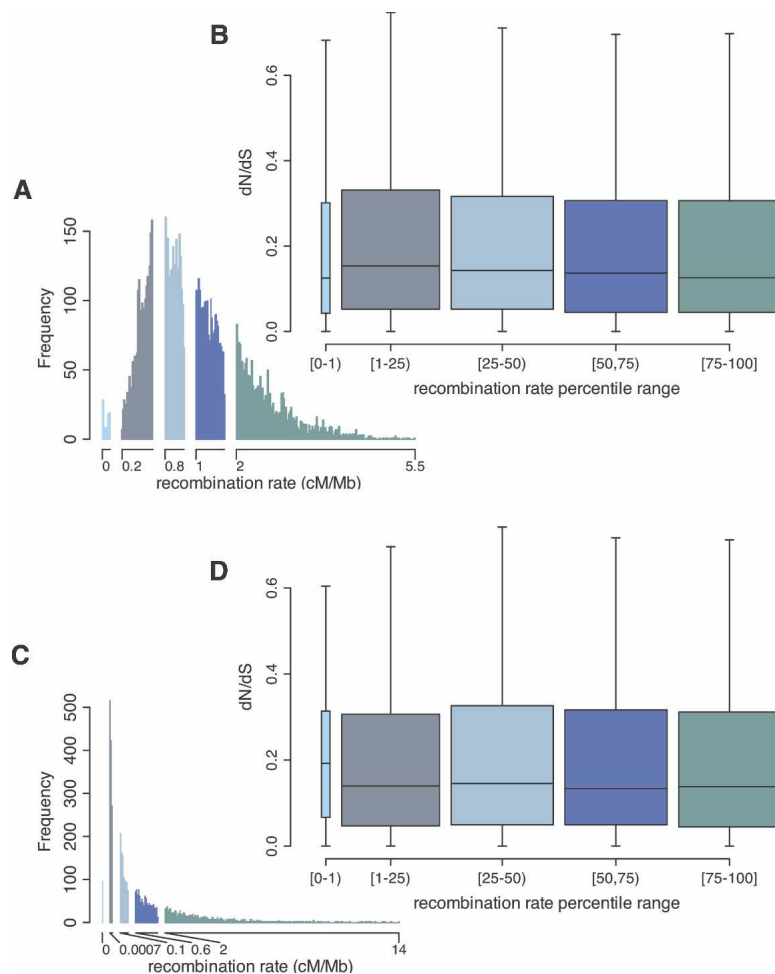 B
0.6
0.4
0.2
0.0
dN/dS
[0-1)
[1-25)
[25-50)
[50,75)
[75-100]
recombination rate percentile range
A
150
100
50
0
Frequency
0 0.2 0.8 1 2 5.5
recombination rate (cM/Mb)
D
0.6
0.4
0.2
0.0
dN/dS
[0-1)
[1-25)
[25-50)
[50,75)
[75-100]
recombination rate percentile range
C
500
400
300
200
100
0
Frequency
0 0.0007 0.1 0.6 2 14
recombination rate (cM/Mb)